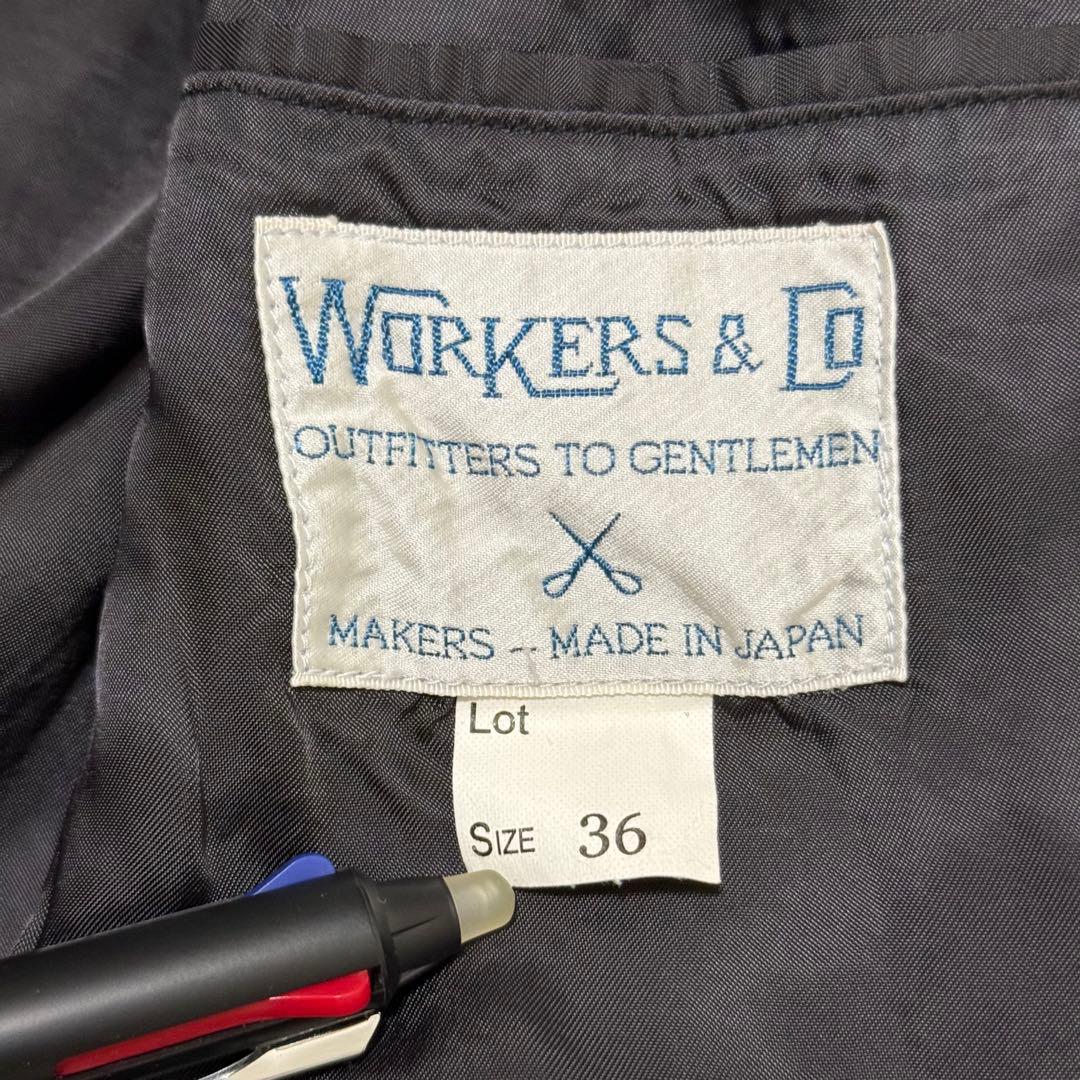 WORKERS & CO
OUTFITTERS TO GENTLEMEN
MAKERS -- MADE IN JAPAN
Lot
SIZE 36